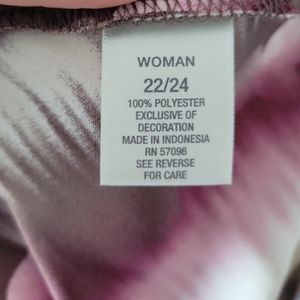 WOMAN
22/24
100% POLYESTER
EXCLUSIVE OF
DECORATION
MADE IN INDONESIA
RN 57096
SEE REVERSE
FOR CARE